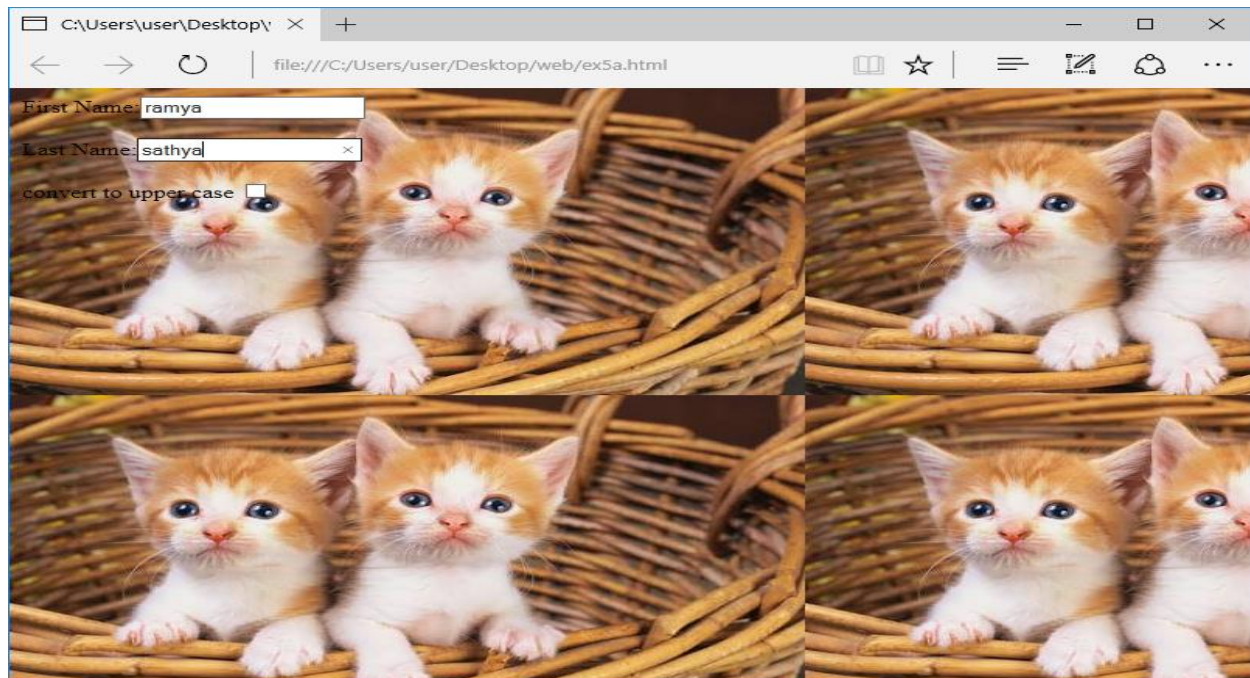 C:\Users\user\Desktop\
file:///C:/Users/user/Desktop/web/ex5a.html
First Name: ramya
Last Name: sathya
convert to upper case